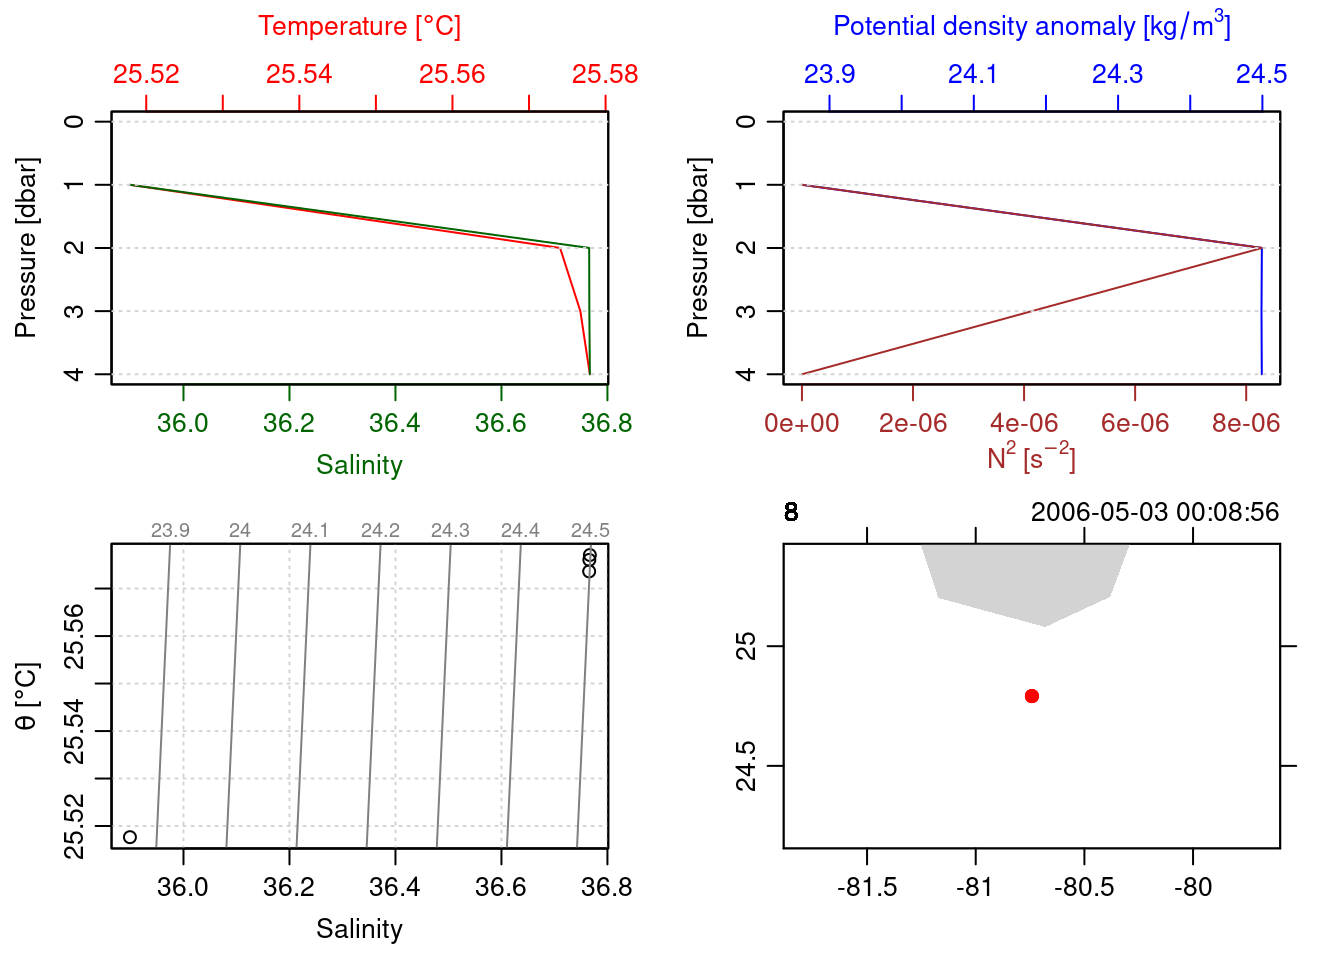 Temperature [°C]
25.52 25.54 25.56 25.58
Pressure [dbar]
0
1
2
3
4
36.0 36.2 36.4 36.6 36.8
Salinity
Potential density anomaly [kg/m³]
23.9 24.1 24.3 24.5
Pressure [dbar]
0
1
2
3
4
0e+00 2e-06 4e-06 6e-06 8e-06
N² [s⁻²]
23.9 24 24.1 24.2 24.3 24.4 24.5
θ [°C]
25.56
25.54
25.52
36.0 36.2 36.4 36.6 36.8
Salinity
8 2006-05-03 00:08:56
25
24.5
-81.5 -81 -80.5 -80